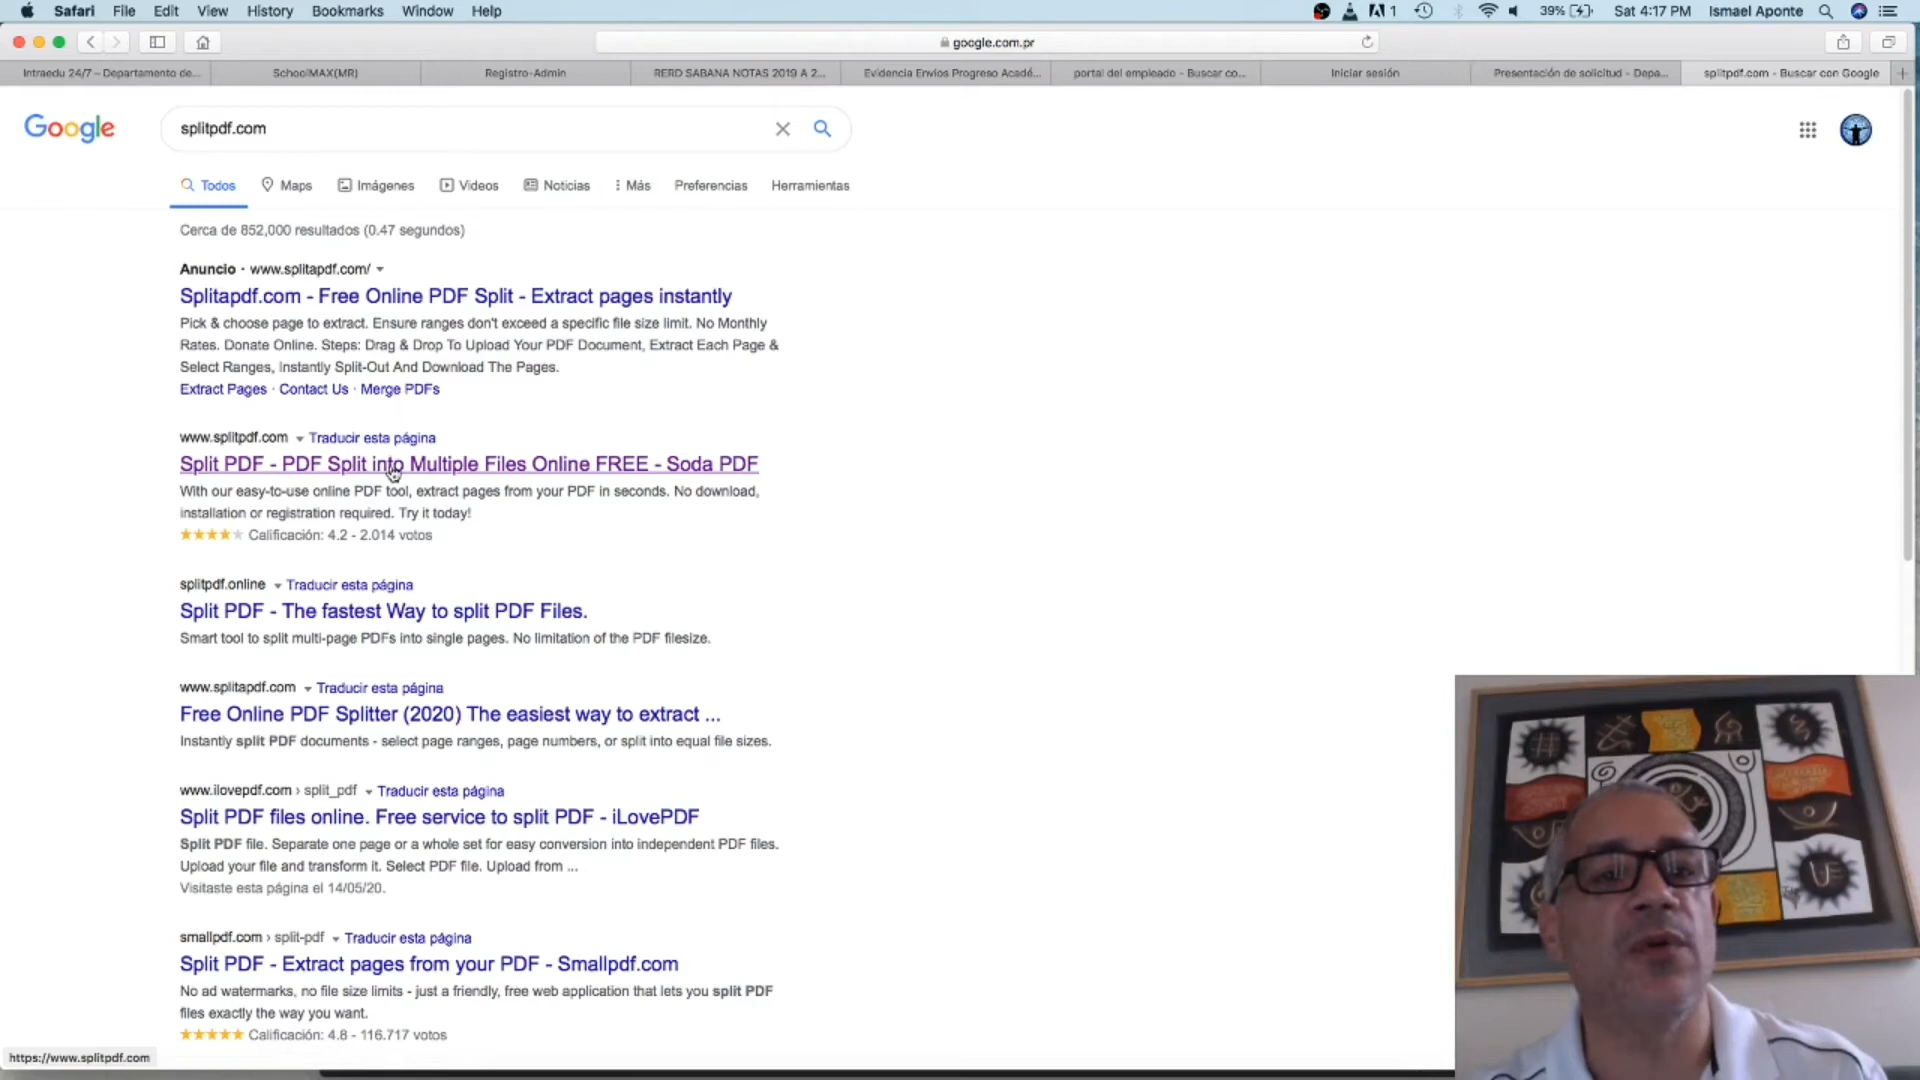 Safari File Edit View History Bookmarks Window Help 1 39% Sat 4:17 PM Ismael Aponte
google.com.pr
Intraedu 24/7 – Departamento de... SchoolMAX(MR) Registro-Admin RERD SABANA NOTAS 2019 A 2... Evidencia Envíos Progreso Acadé... portal del empleado - Buscar co... Iniciar sesión Presentación de solicitud - Depa... splitpdf.com - Buscar con Google
Google splitpdf.com
Todos Maps Imágenes Videos Noticias Más Preferencias Herramientas
Cerca de 852,000 resultados (0.47 segundos)
Anuncio · www.splitapdf.com/
Splitapdf.com - Free Online PDF Split - Extract pages instantly
Pick & choose page to extract. Ensure ranges don't exceed a specific file size limit. No Monthly
Rates. Donate Online. Steps: Drag & Drop To Upload Your PDF Document, Extract Each Page &
Select Ranges, Instantly Split-Out And Download The Pages.
Extract Pages · Contact Us · Merge PDFs
www.splitpdf.com Traducir esta página
Split PDF - PDF Split into Multiple Files Online FREE - Soda PDF
With our easy-to-use online PDF tool, extract pages from your PDF in seconds. No download,
installation or registration required. Try it today!
Calificación: 4.2 - 2.014 votos
splitpdf.online Traducir esta página
Split PDF - The fastest Way to split PDF Files.
Smart tool to split multi-page PDFs into single pages. No limitation of the PDF filesize.
www.splitapdf.com Traducir esta página
Free Online PDF Splitter (2020) The easiest way to extract ...
Instantly split PDF documents - select page ranges, page numbers, or split into equal file sizes.
www.ilovepdf.com › split_pdf Traducir esta página
Split PDF files online. Free service to split PDF - iLovePDF
Split PDF file. Separate one page or a whole set for easy conversion into independent PDF files.
Upload your file and transform it. Select PDF file. Upload from ...
Visitaste esta página el 14/05/20.
smallpdf.com › split-pdf Traducir esta página
Split PDF - Extract pages from your PDF - Smallpdf.com
No ad watermarks, no file size limits - just a friendly, free web application that lets you split PDF
files exactly the way you want.
Calificación: 4.8 - 116.717 votos
https://www.splitpdf.com